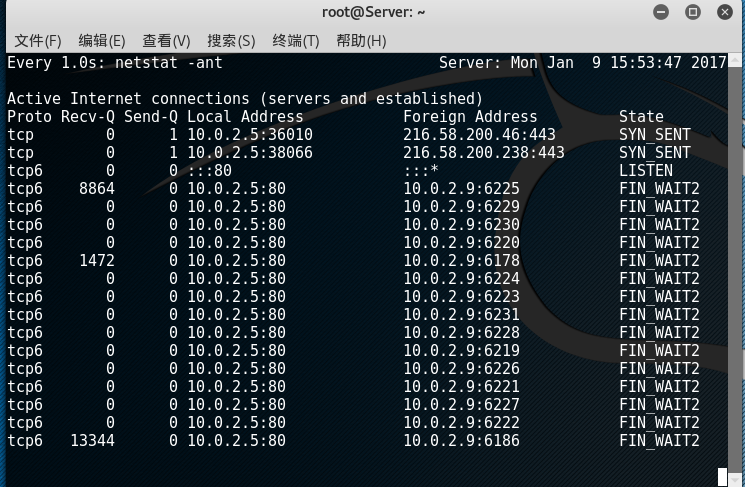 root@Server: ~
文件(F) 编辑(E) 查看(V) 搜索(S) 终端(T) 帮助(H)
Every 1.0s: netstat -ant Server: Mon Jan  9 15:53:47 2017
Active Internet connections (servers and established)
Proto Recv-Q Send-Q Local Address Foreign Address State
tcp 0 1 10.0.2.5:36010 216.58.200.46:443 SYN_SENT
tcp 0 1 10.0.2.5:38066 216.58.200.238:443 SYN_SENT
tcp6 0 0 :::80 :::* LISTEN
tcp6 8864 0 10.0.2.5:80 10.0.2.9:6225 FIN_WAIT2
tcp6 0 0 10.0.2.5:80 10.0.2.9:6229 FIN_WAIT2
tcp6 0 0 10.0.2.5:80 10.0.2.9:6230 FIN_WAIT2
tcp6 0 0 10.0.2.5:80 10.0.2.9:6220 FIN_WAIT2
tcp6 1472 0 10.0.2.5:80 10.0.2.9:6178 FIN_WAIT2
tcp6 0 0 10.0.2.5:80 10.0.2.9:6224 FIN_WAIT2
tcp6 0 0 10.0.2.5:80 10.0.2.9:6223 FIN_WAIT2
tcp6 0 0 10.0.2.5:80 10.0.2.9:6231 FIN_WAIT2
tcp6 0 0 10.0.2.5:80 10.0.2.9:6228 FIN_WAIT2
tcp6 0 0 10.0.2.5:80 10.0.2.9:6219 FIN_WAIT2
tcp6 0 0 10.0.2.5:80 10.0.2.9:6226 FIN_WAIT2
tcp6 0 0 10.0.2.5:80 10.0.2.9:6221 FIN_WAIT2
tcp6 0 0 10.0.2.5:80 10.0.2.9:6227 FIN_WAIT2
tcp6 0 0 10.0.2.5:80 10.0.2.9:6222 FIN_WAIT2
tcp6 13344 0 10.0.2.5:80 10.0.2.9:6186 FIN_WAIT2